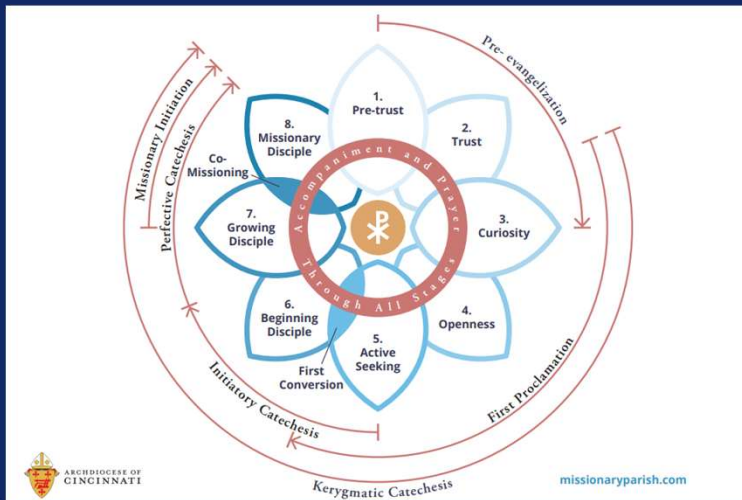 Pre- evangelization
1.
Pre-trust
2.
Trust
3.
Curiosity
4.
Openness
5.
Active
Seeking
6.
Beginning
Disciple
7.
Growing
Disciple
8.
Missionary
Disciple
Co-
Missioning
First
Conversion
Accompaniment and Prayer
Through All Stages
Missionary Initiation
Perfective Catechesis
Initiatory Catechesis
First Proclamation
Kerygmatic Catechesis
ARCHDIOCESE OF
CINCINNATI
missionaryparish.com